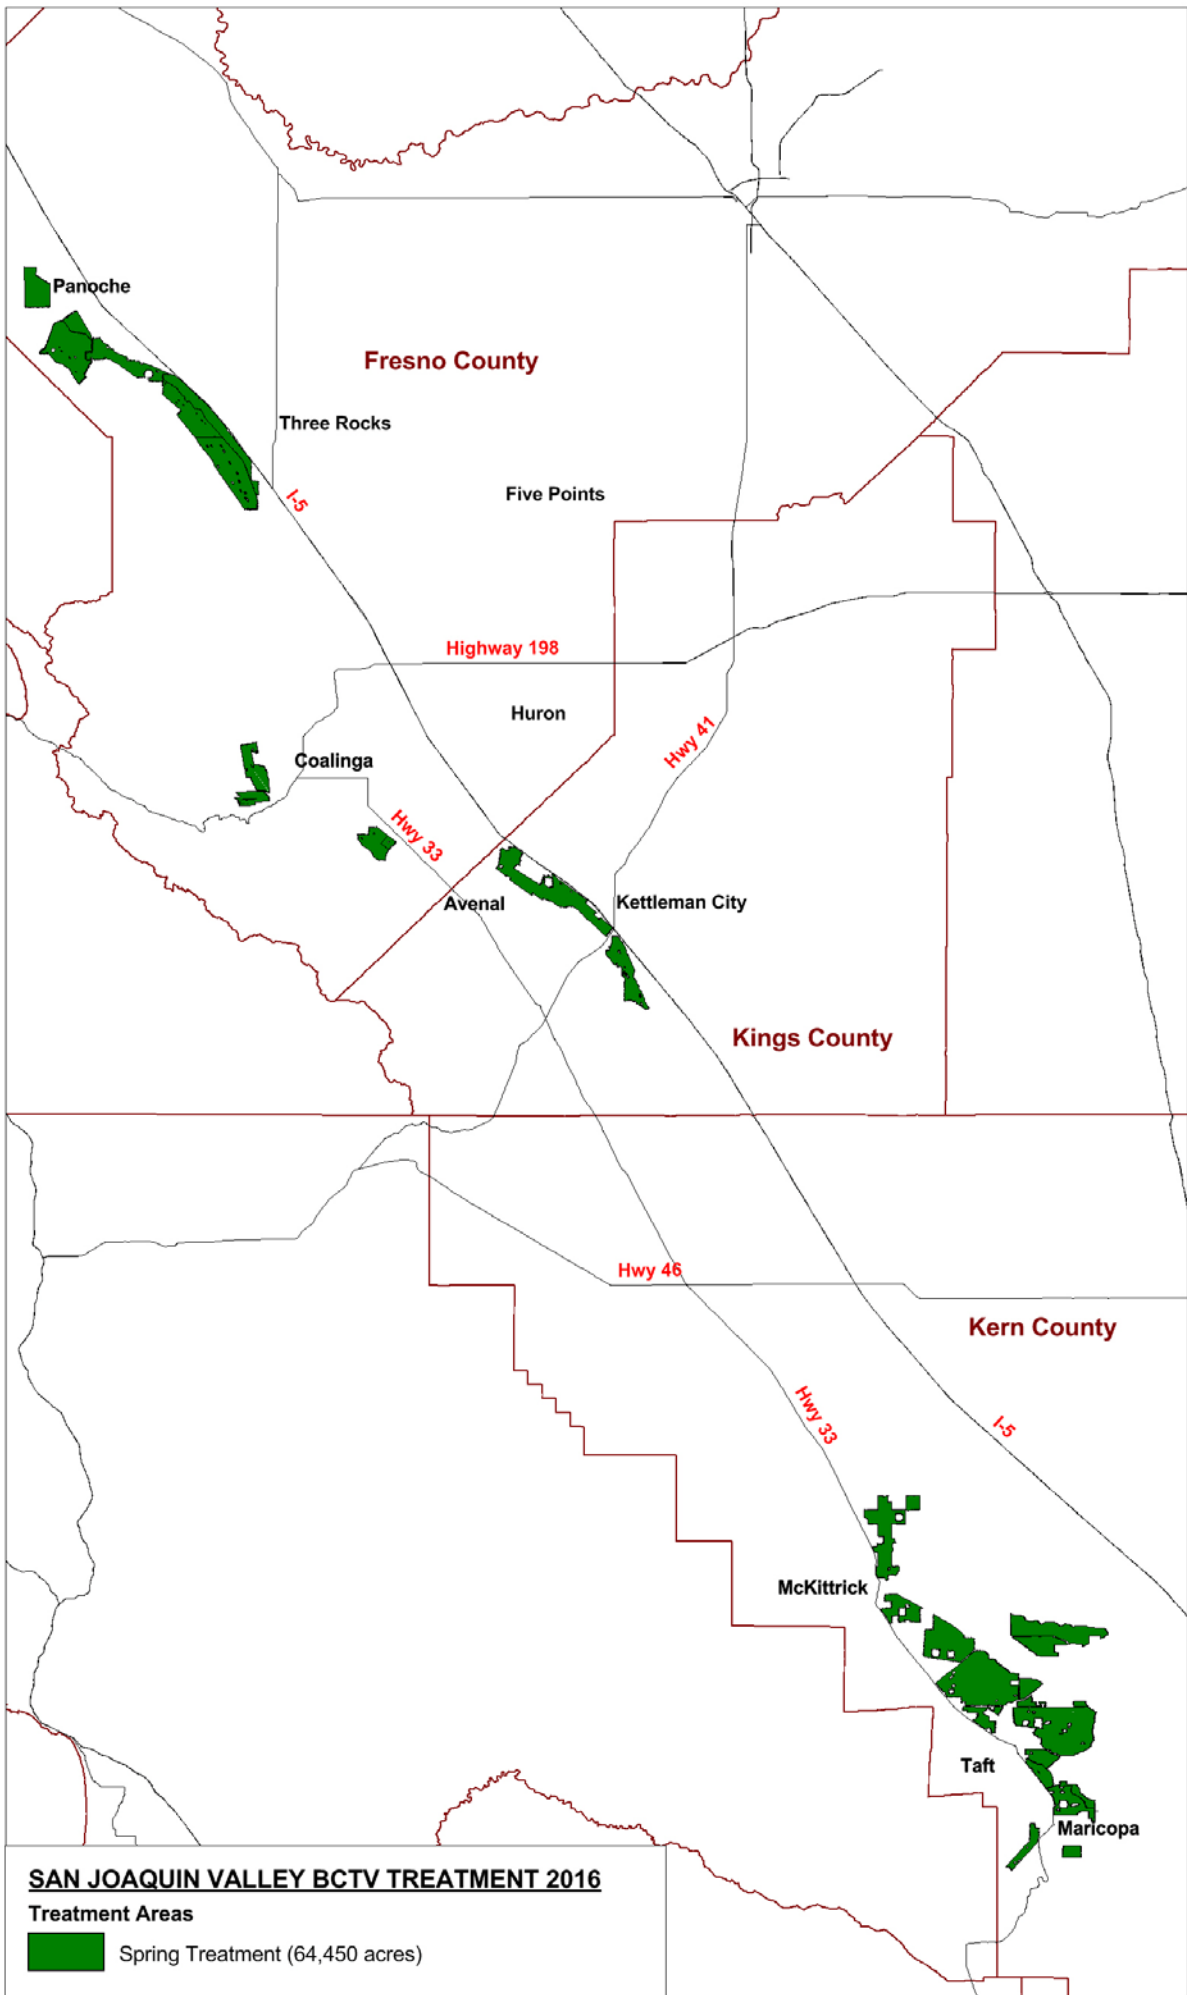 Panoche
Fresno County
Three Rocks
I-5
Five Points
Highway 198
Huron
Hwy 41
Coalinga
Hwy 33
Avenal
Kettleman City
Kings County
Hwy 46
Kern County
Hwy 33
I-5
McKittrick
Taft
Maricopa
SAN JOAQUIN VALLEY BCTV TREATMENT 2016
Treatment Areas
Spring Treatment (64,450 acres)